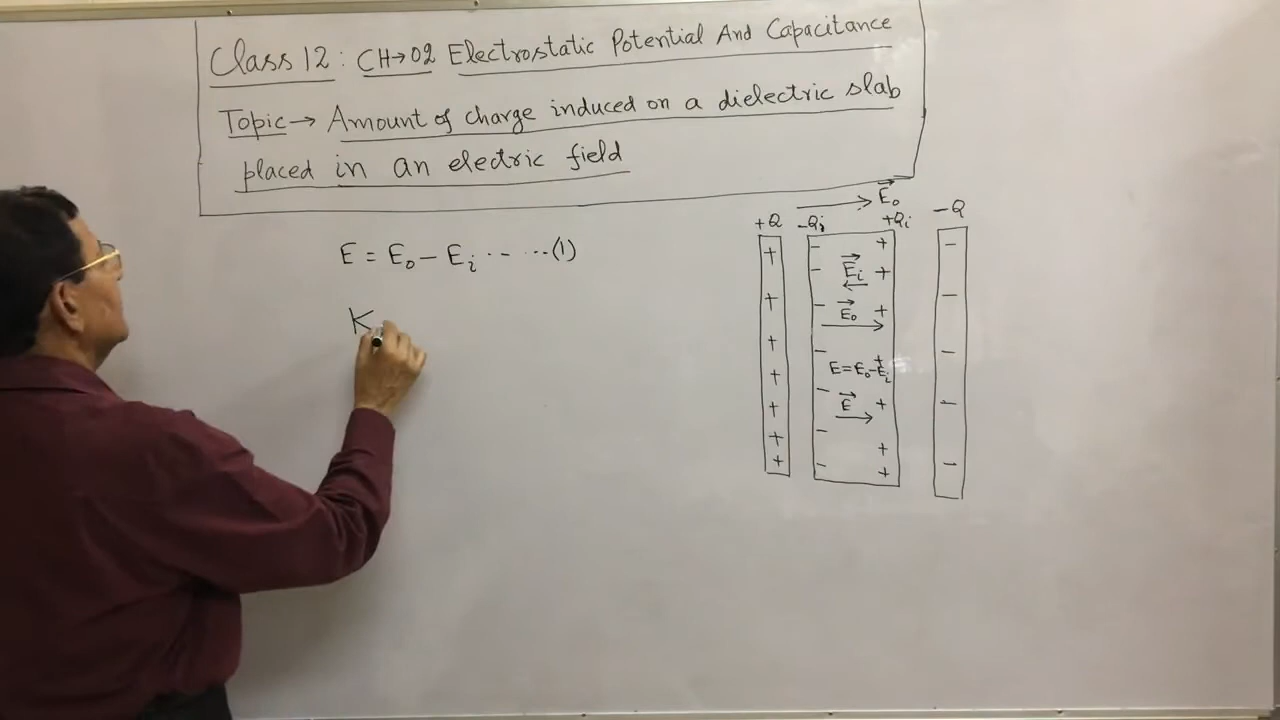 Class 12 : CH→02 Electrostatic Potential And Capacitance
Topic → Amount of charge induced on a dielectric slab
placed in an electric field
E = E₀ – Eᵢ ... ...(1)
K
E₀
+Q –Qᵢ +Qᵢ –Q
Eᵢ
E₀
E=E₀-Eᵢ
E